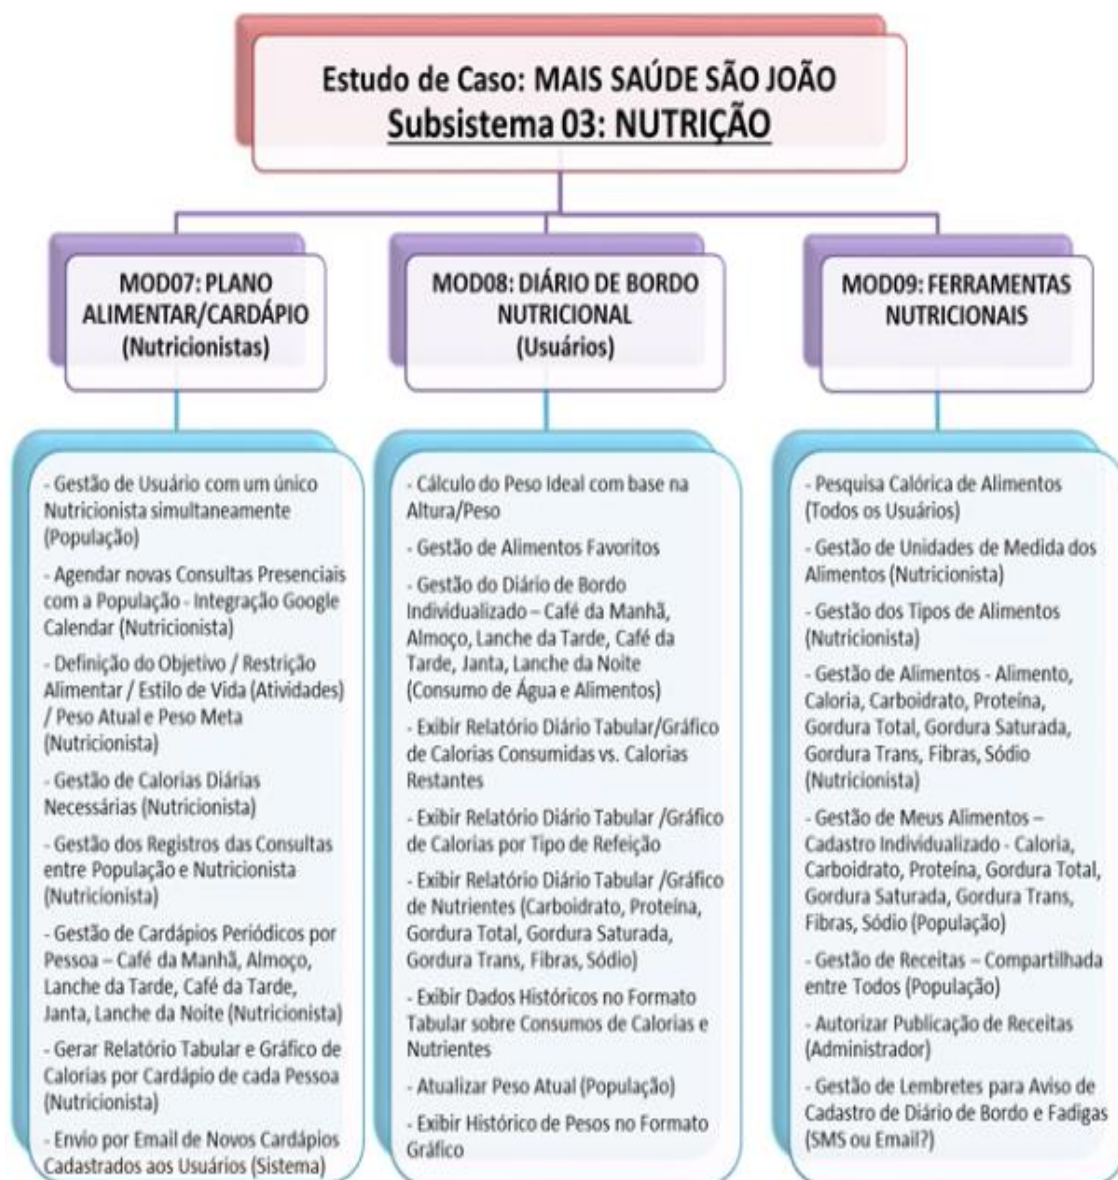 Estudo de Caso: MAIS SAÚDE SÃO JOÃO
Subsistema 03: NUTRIÇÃO
MOD07: PLANO
ALIMENTAR/CARDÁPIO
(Nutricionistas)
- Gestão de Usuário com um único
Nutricionista simultaneamente
(População)
- Agendar novas Consultas Presenciais
com a População - Integração Google
Calendar (Nutricionista)
- Definição do Objetivo / Restrição
Alimentar / Estilo de Vida (Atividades)
/ Peso Atual e Peso Meta
(Nutricionista)
- Gestão de Calorias Diárias
Necessárias (Nutricionista)
- Gestão dos Registros das Consultas
entre População e Nutricionista
(Nutricionista)
- Gestão de Cardápios Periódicos por
Pessoa – Café da Manhã, Almoço,
Lanche da Tarde, Café da Tarde,
Janta, Lanche da Noite (Nutricionista)
- Gerar Relatório Tabular e Gráfico de
Calorias por Cardápio de cada Pessoa
(Nutricionista)
- Envio por Email de Novos Cardápios
Cadastrados aos Usuários (Sistema)
MOD08: DIÁRIO DE BORDO
NUTRICIONAL
(Usuários)
- Cálculo do Peso Ideal com base na
Altura/Peso
- Gestão de Alimentos Favoritos
- Gestão do Diário de Bordo
Individualizado – Café da Manhã,
Almoço, Lanche da Tarde, Café da
Tarde, Janta, Lanche da Noite
(Consumo de Água e Alimentos)
- Exibir Relatório Diário Tabular/Gráfico
de Calorias Consumidas vs. Calorias
Restantes
- Exibir Relatório Diário Tabular /Gráfico
de Calorias por Tipo de Refeição
- Exibir Relatório Diário Tabular /Gráfico
de Nutrientes (Carboidrato, Proteína,
Gordura Total, Gordura Saturada,
Gordura Trans, Fibras, Sódio)
- Exibir Dados Históricos no Formato
Tabular sobre Consumos de Calorias e
Nutrientes
- Atualizar Peso Atual (População)
- Exibir Histórico de Pesos no Formato
Gráfico
MOD09: FERRAMENTAS
NUTRICIONAIS
- Pesquisa Calórica de Alimentos
(Todos os Usuários)
- Gestão de Unidades de Medida dos
Alimentos (Nutricionista)
- Gestão dos Tipos de Alimentos
(Nutricionista)
- Gestão de Alimentos - Alimento,
Caloria, Carboidrato, Proteína,
Gordura Total, Gordura Saturada,
Gordura Trans, Fibras, Sódio
(Nutricionista)
- Gestão de Meus Alimentos –
Cadastro Individualizado - Caloria,
Carboidrato, Proteína, Gordura Total,
Gordura Saturada, Gordura Trans,
Fibras, Sódio (População)
- Gestão de Receitas – Compartilhada
entre Todos (População)
- Autorizar Publicação de Receitas
(Administrador)
- Gestão de Lembretes para Aviso de
Cadastro de Diário de Bordo e Fadigas
(SMS ou Email?)